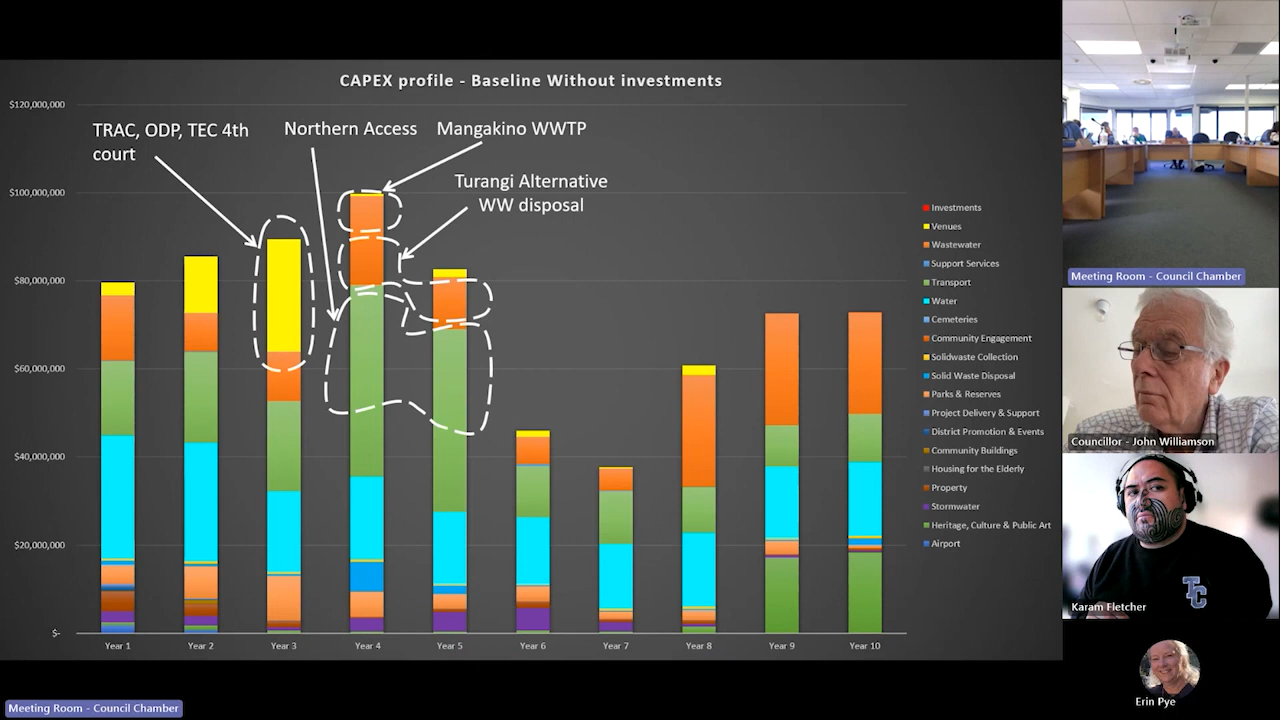 CAPEX profile - Baseline Without investments
$120,000,000
$100,000,000
$80,000,000
$60,000,000
$40,000,000
$20,000,000
$-
TRAC, ODP, TEC 4th
court
Northern Access
Mangakino WWTP
Turangi Alternative
WW disposal
Year 1
Year 2
Year 3
Year 4
Year 5
Year 6
Year 7
Year 8
Year 9
Year 10
Investments
Venues
Wastewater
Support Services
Transport
Water
Cemeteries
Community Engagement
Solidwaste Collection
Solid Waste Disposal
Parks & Reserves
Project Delivery & Support
District Promotion & Events
Community Buildings
Housing for the Elderly
Property
Stormwater
Heritage, Culture & Public Art
Airport
Meeting Room - Council Chamber
Meeting Room - Council Chamber
Councillor - John Williamson
TC
Karam Fletcher
Erin Pye